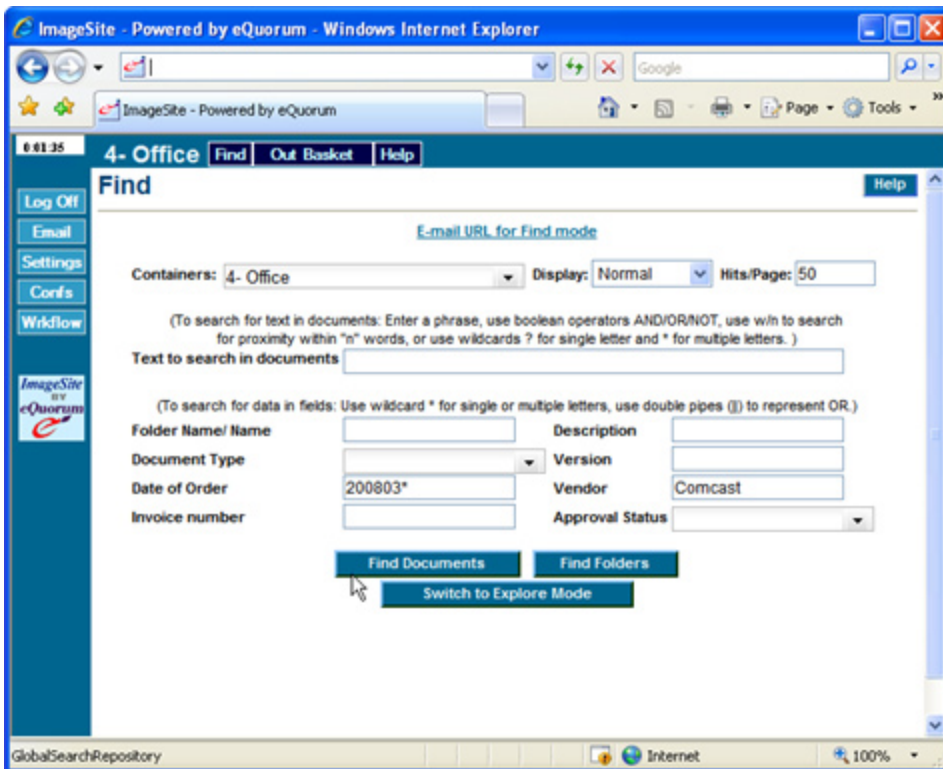 ImageSite - Powered by eQuorum - Windows Internet Explorer
Google
ImageSite - Powered by eQuorum
Page
Tools
0:01:35
4- Office Find Out Basket Help
Find
Help
Log Off
Email
Settings
Confs
Wrkflow
ImageSite
BY
eQuorum
E-mail URL for Find mode
Containers: 4- Office Display: Normal Hits/Page: 50
(To search for text in documents: Enter a phrase, use boolean operators AND/OR/NOT, use w/n to search
for proximity within "n" words, or use wildcards ? for single letter and * for multiple letters. )
Text to search in documents
(To search for data in fields: Use wildcard * for single or multiple letters, use double pipes (||) to represent OR.)
Folder Name/ Name Description
Document Type Version
Date of Order 200803* Vendor Comcast
Invoice number Approval Status
Find Documents Find Folders
Switch to Explore Mode
GlobalSearchRepository Internet 100%